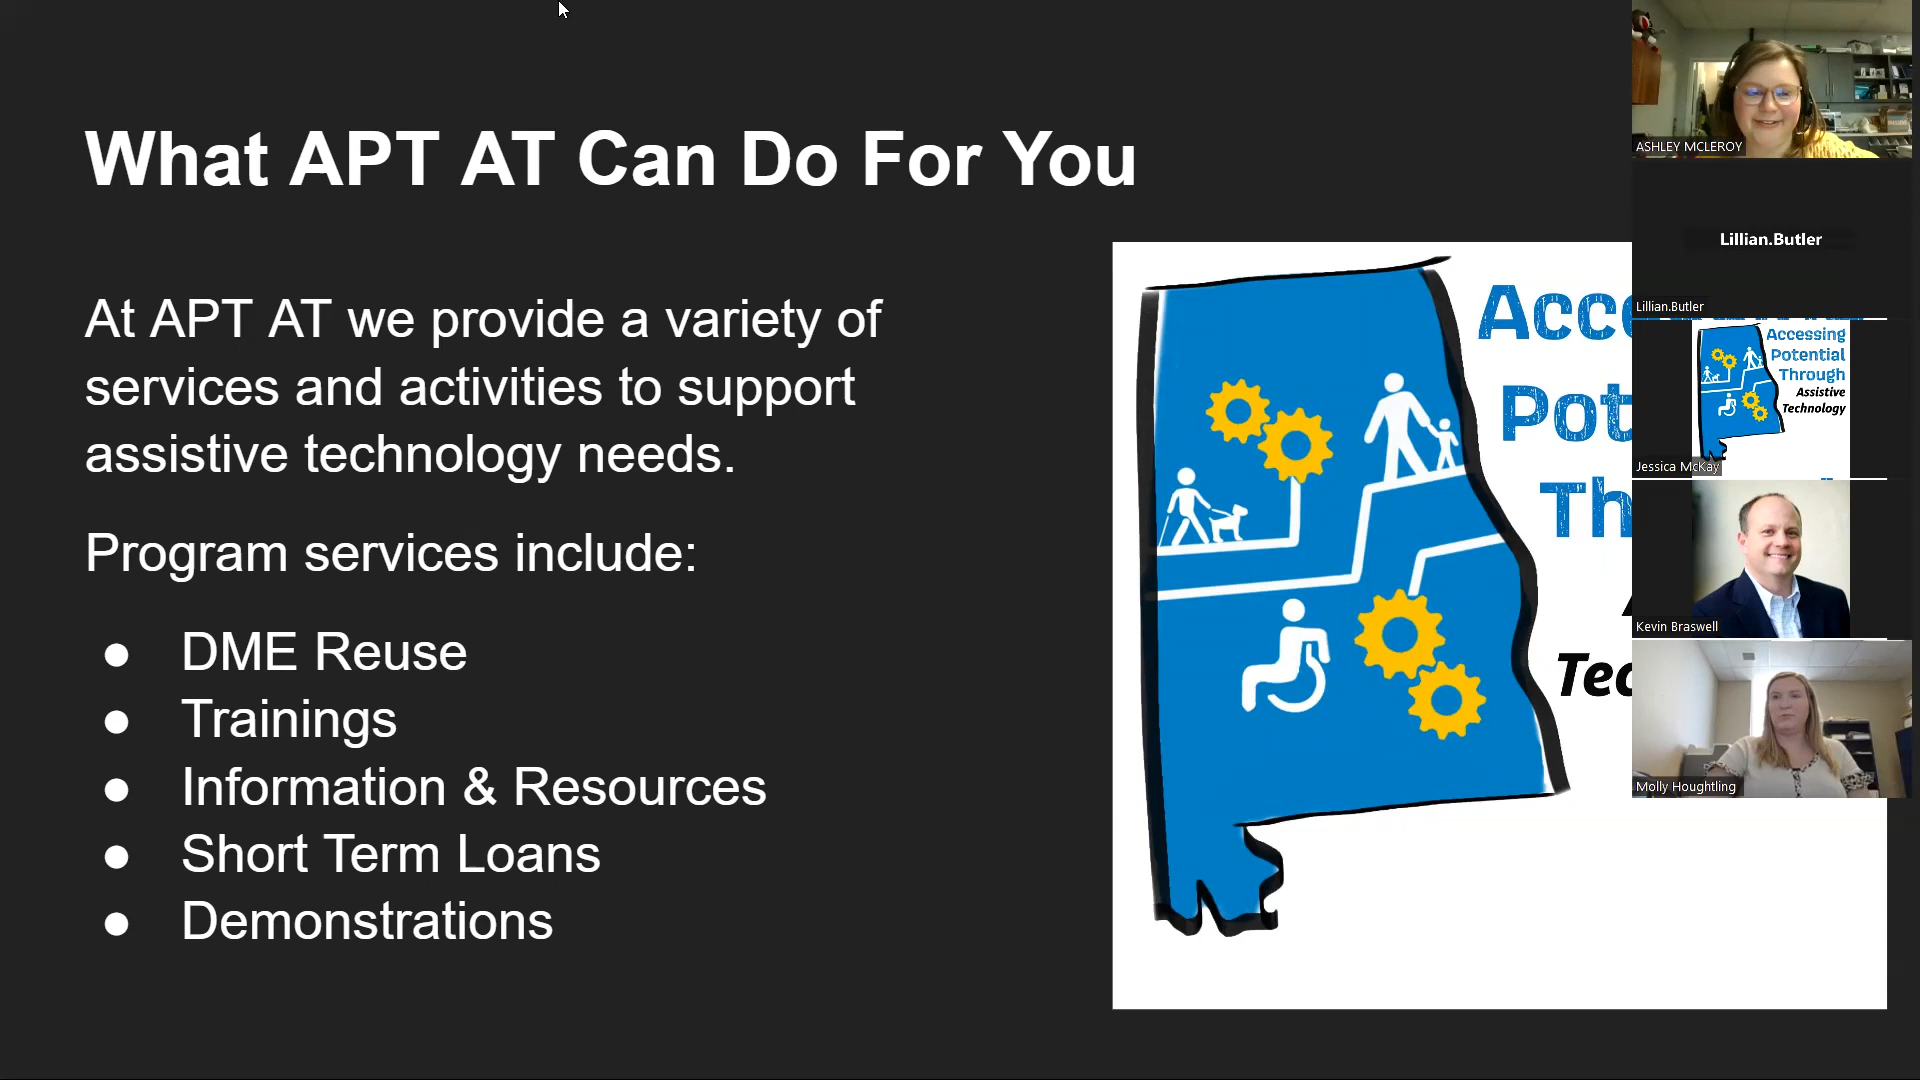 What APT AT Can Do For You
At APT AT we provide a variety of
services and activities to support
assistive technology needs.
Program services include:
● DME Reuse
● Trainings
● Information & Resources
● Short Term Loans
● Demonstrations
Acce
Pot
Th
Tec
ASHLEY MCLEROY
Lillian.Butler
Lillian.Butler
Accessing
Potential
Through
Assistive
Technology
Jessica McKay
Kevin Braswell
Molly Houghtling